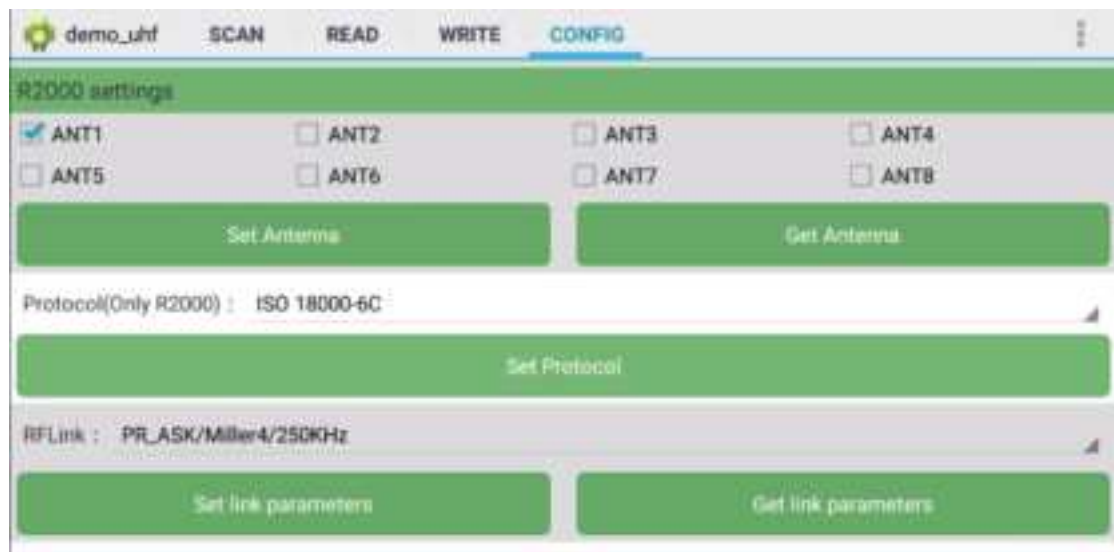 demo_uhf SCAN READ WRITE CONFIG
R2000 settings
ANT1 ANT2 ANT3 ANT4
ANT5 ANT6 ANT7 ANT8
Set Antenna Get Antenna
Protocol(Only R2000) : ISO 18000-6C
Set Protocol
RFLink : PR_ASK/Miller4/250KHz
Set link parameters Get link parameters